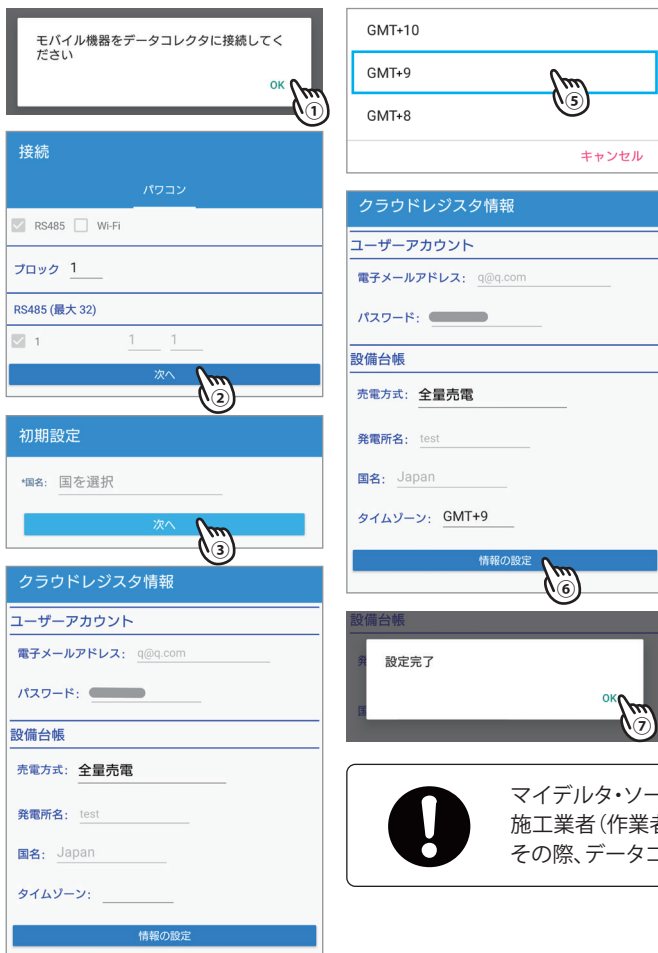 モバイル機器をデータコレクタに接続してく
ださい
OK
①
接続
パワコン
RS485 Wi-Fi
ブロック 1
RS485 (最大 32)
1 1 1
次へ
②
初期設定
*国名: 国を選択
次へ
③
クラウドレジスタ情報
ユーザーアカウント
電子メールアドレス: q@q.com
パスワード:
設備台帳
売電方式: 全量売電
発電所名: test
国名: Japan
タイムゾーン:
情報の設定
GMT+10
GMT+9
⑤
GMT+8
キャンセル
クラウドレジスタ情報
ユーザーアカウント
電子メールアドレス: q@q.com
パスワード:
設備台帳
売電方式: 全量売電
発電所名: test
国名: Japan
タイムゾーン: GMT+9
情報の設定
⑥
設備台帳
発
設定完了
国
OK
⑦
マイデルタ・ソー
施工業者(作業者
その際、データコ